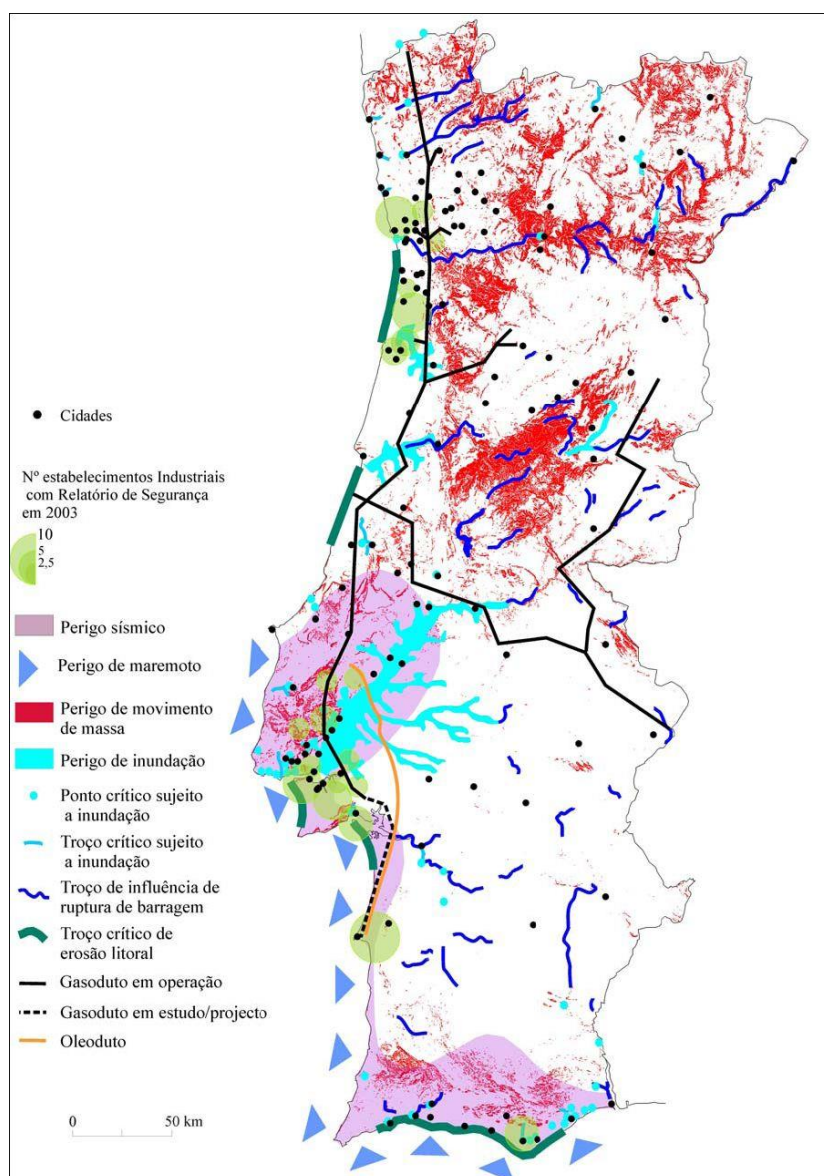 Cidades
Nº estabelecimentos Industriais
com Relatório de Segurança
em 2003
10
5
2,5
Perigo sísmico
Perigo de maremoto
Perigo de movimento
de massa
Perigo de inundação
Ponto crítico sujeito
a inundação
Troço crítico sujeito
a inundação
Troço de influência de
ruptura de barragem
Troço crítico de
erosão litoral
Gasoduto em operação
Gasoduto em estudo/projecto
Oleoduto
0 50 km